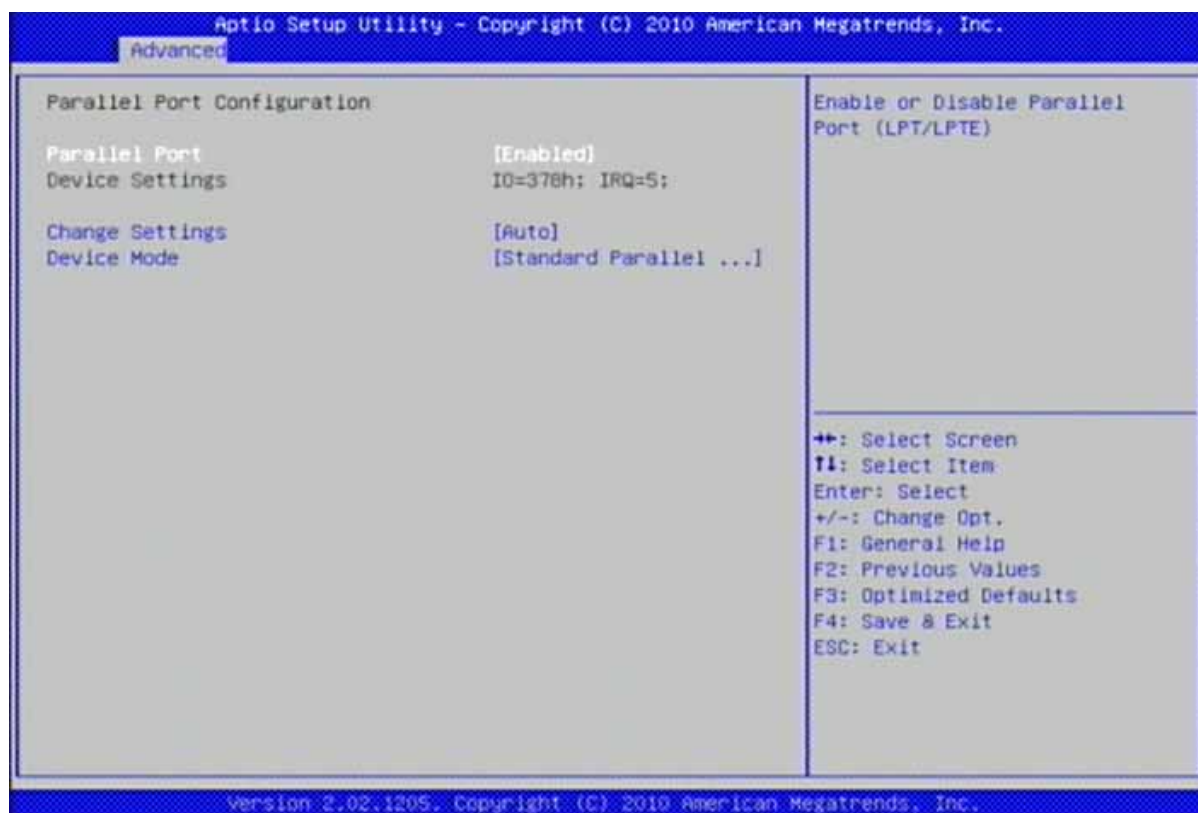 Aptio Setup Utility – Copyright (C) 2010 American Megatrends, Inc.
Advanced
Parallel Port Configuration
Parallel Port [Enabled]
Device Settings IO=378h; IRQ=5;
Change Settings [Auto]
Device Mode [Standard Parallel ...]
Enable or Disable Parallel
Port (LPT/LPTE)
→←: Select Screen
↑↓: Select Item
Enter: Select
+/-: Change Opt.
F1: General Help
F2: Previous Values
F3: Optimized Defaults
F4: Save & Exit
ESC: Exit
Version 2.02.1205. Copyright (C) 2010 American Megatrends, Inc.